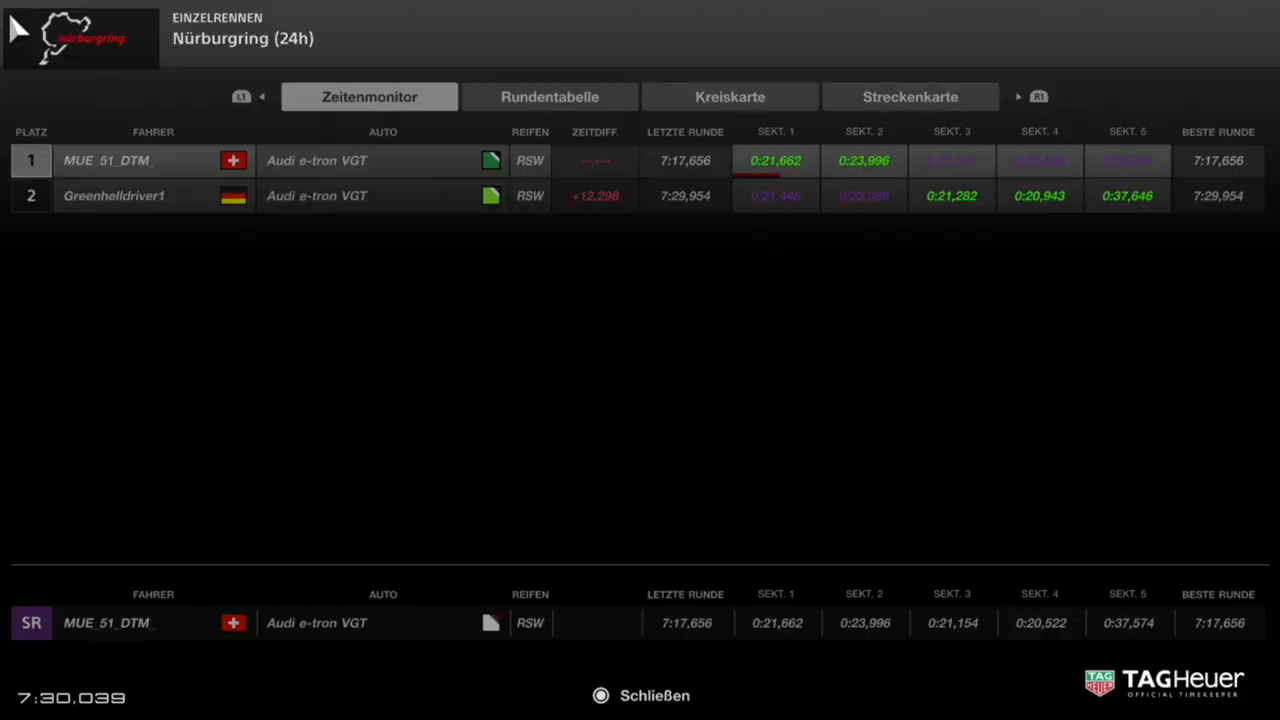 EINZELRENNEN
Nürburgring (24h)
nürburgring
L1 Zeitenmonitor Rundentabelle Kreiskarte Streckenkarte R1
PLATZ FAHRER AUTO REIFEN ZEITDIFF. LETZTE RUNDE SEKT. 1 SEKT. 2 SEKT. 3 SEKT. 4 SEKT. 5 BESTE RUNDE
1 MUE_51_DTM_ Audi e-tron VGT RSW --,--- 7:17,656 0:21,662 0:23,996 7:17,656
2 Greenhelldriver1 Audi e-tron VGT RSW +12,298 7:29,954 0:21,446 0:21,282 0:20,943 0:37,646 7:29,954
FAHRER AUTO REIFEN LETZTE RUNDE SEKT. 1 SEKT. 2 SEKT. 3 SEKT. 4 SEKT. 5 BESTE RUNDE
SR MUE_51_DTM_ Audi e-tron VGT RSW 7:17,656 0:21,662 0:23,996 0:21,154 0:20,522 0:37,574 7:17,656
7:30,039
Schließen
TAG HEUER TAGHeuer
OFFICIAL TIMEKEEPER